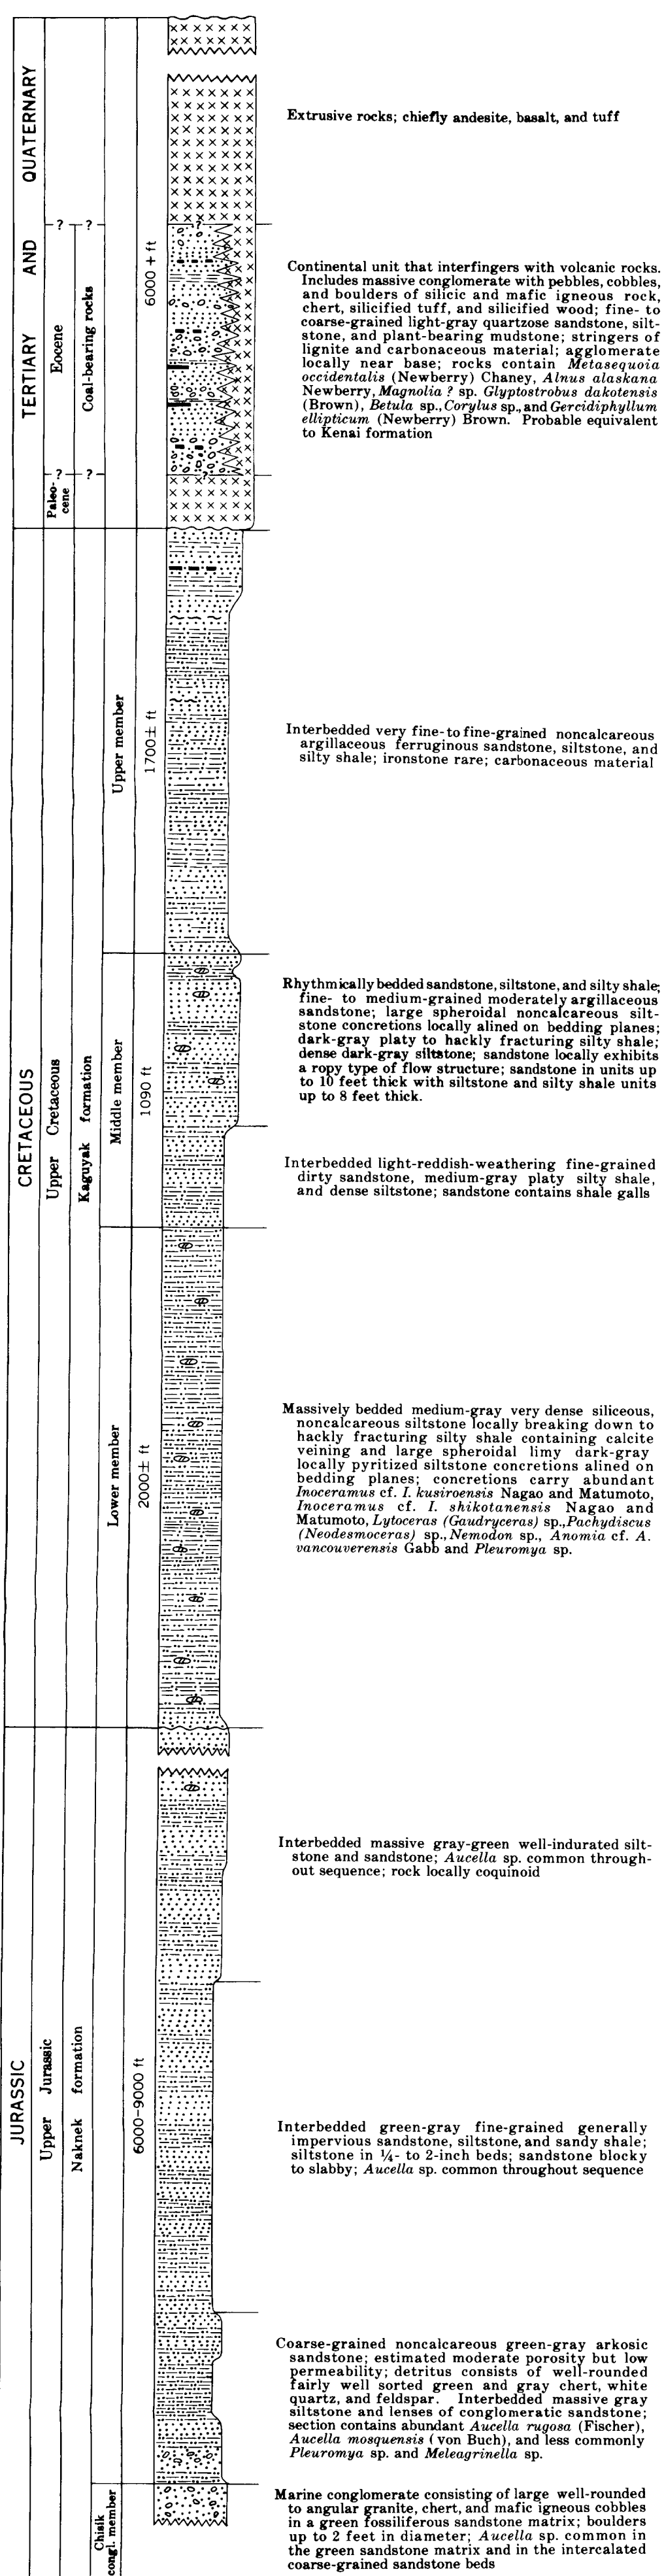 QUATERNARY
AND
TERTIARY
Eocene
Paleo-
cene
Coal-bearing rocks
?
?
?
?
?
?
6000 + ft
Extrusive rocks; chiefly andesite, basalt, and tuff
Continental unit that interfingers with volcanic rocks.
Includes massive conglomerate with pebbles, cobbles,
and boulders of silicic and mafic igneous rock,
chert, silicified tuff, and silicified wood; fine- to
coarse-grained light-gray quartzose sandstone, silt-
stone, and plant-bearing mudstone; stringers of
lignite and carbonaceous material; agglomerate
locally near base; rocks contain Metasequoia
occidentalis (Newberry) Chaney, Alnus alaskana
Newberry, Magnolia ? sp. Glyptostrobus dakotensis
(Brown), Betula sp., Corylus sp., and Gercidiphyllum
ellipticum (Newberry) Brown. Probable equivalent
to Kenai formation
CRETACEOUS
Upper Cretaceous
Kaguyak formation
Upper member
1700± ft
Interbedded very fine- to fine-grained noncalcareous
argillaceous ferruginous sandstone, siltstone, and
silty shale; ironstone rare; carbonaceous material
Middle member
1090 ft
Rhythmically bedded sandstone, siltstone, and silty shale;
fine- to medium-grained moderately argillaceous
sandstone; large spheroidal noncalcareous silt-
stone concretions locally alined on bedding planes;
dark-gray platy to hackly fracturing silty shale;
dense dark-gray siltstone; sandstone locally exhibits
a ropy type of flow structure; sandstone in units up
to 10 feet thick with siltstone and silty shale units
up to 8 feet thick.
Interbedded light-reddish-weathering fine-grained
dirty sandstone, medium-gray platy silty shale,
and dense siltstone; sandstone contains shale galls
Lower member
2000± ft
Massively bedded medium-gray very dense siliceous,
noncalcareous siltstone locally breaking down to
hackly fracturing silty shale containing calcite
veining and large spheroidal limy dark-gray
locally pyritized siltstone concretions alined on
bedding planes; concretions carry abundant
Inoceramus cf. I. kusiroensis Nagao and Matumoto,
Inoceramus cf. I. shikotanensis Nagao and
Matumoto, Lytoceras (Gaudryceras) sp., Pachydiscus
(Neodesmoceras) sp., Nemodon sp., Anomia cf. A.
vancouverensis Gabb and Pleuromya sp.
JURASSIC
Upper Jurassic
Naknek formation
6000-9000 ft
Interbedded massive gray-green well-indurated silt-
stone and sandstone; Aucella sp. common through-
out sequence; rock locally coquinoid
Interbedded green-gray fine-grained generally
impervious sandstone, siltstone, and sandy shale;
siltstone in ¼- to 2-inch beds; sandstone blocky
to slabby; Aucella sp. common throughout sequence
Coarse-grained noncalcareous green-gray arkosic
sandstone; estimated moderate porosity but low
permeability; detritus consists of well-rounded
fairly well sorted green and gray chert, white
quartz, and feldspar. Interbedded massive gray
siltstone and lenses of conglomeratic sandstone;
section contains abundant Aucella rugosa (Fischer),
Aucella mosquensis (von Buch), and less commonly
Pleuromya sp. and Meleagrinella sp.
Chisik
congl. member
Marine conglomerate consisting of large well-rounded
to angular granite, chert, and mafic igneous cobbles
in a green fossiliferous sandstone matrix; boulders
up to 2 feet in diameter; Aucella sp. common in
the green sandstone matrix and in the intercalated
coarse-grained sandstone beds